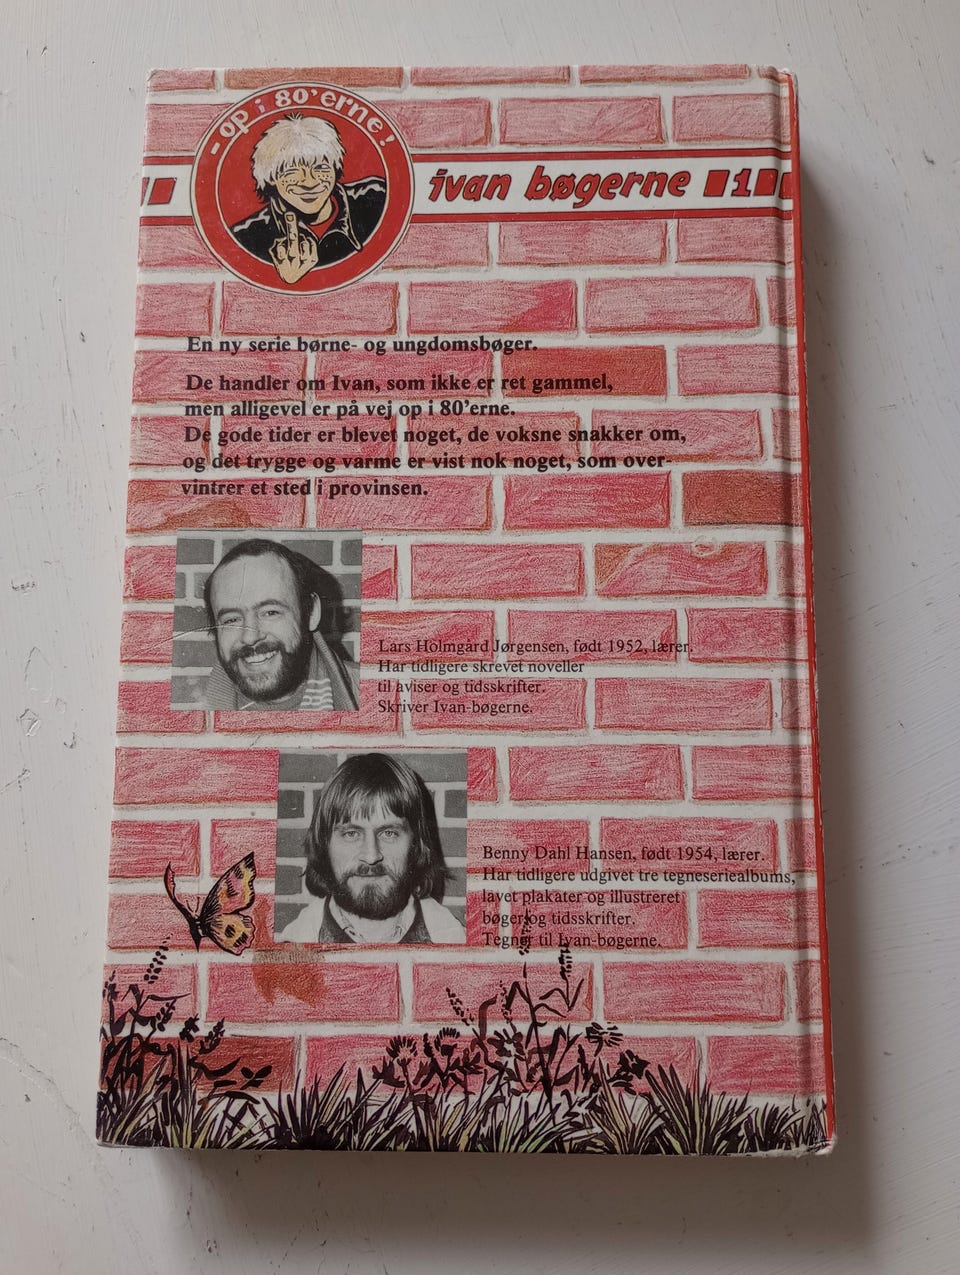 - op i 80'erne!
ivan bøgerne 1
En ny serie børne- og ungdomsbøger.
De handler om Ivan, som ikke er ret gammel,
men alligevel er på vej op i 80'erne.
De gode tider er blevet noget, de voksne snakker om,
og det trygge og varme er vist nok noget, som over-
vintrer et sted i provinsen.
Lars Holmgård Jørgensen, født 1952, lærer.
Har tidligere skrevet noveller
til aviser og tidsskrifter.
Skriver Ivan-bøgerne.
Benny Dahl Hansen, født 1954, lærer.
Har tidligere udgivet tre tegneseriealbums,
lavet plakater og illustreret
bøger og tidsskrifter.
Tegner til Ivan-bøgerne.